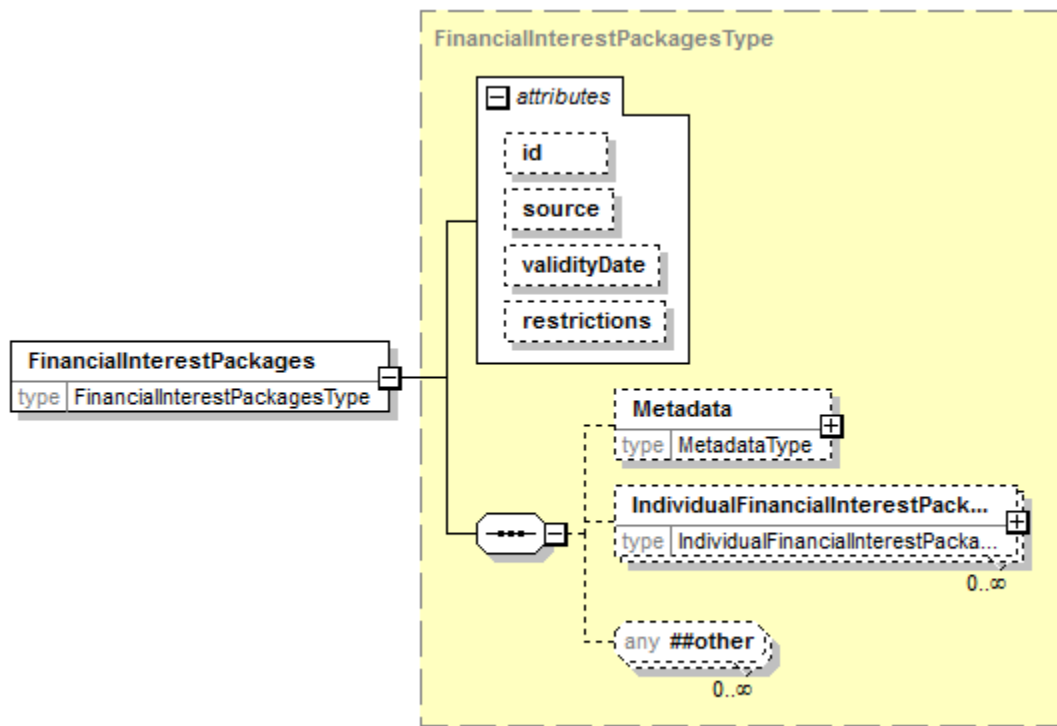 FinancialInterestPackagesType
attributes
id
source
validityDate
restrictions
FinancialInterestPackages
type FinancialInterestPackagesType
Metadata
type MetadataType
IndividualFinancialInterestPack...
type IndividualFinancialInterestPacka...
0..∞
any ##other
0..∞